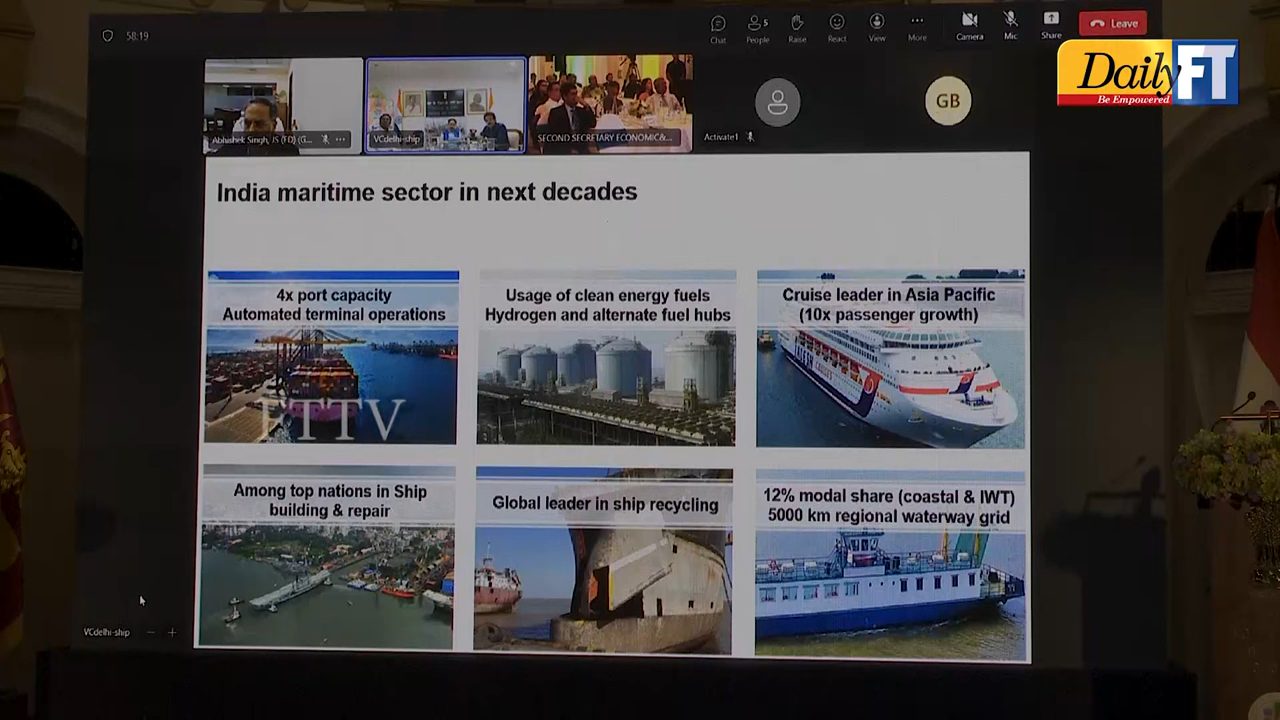 58:19
Chat
People
5
Raise
React
View
More
Camera
Mic
Share
Leave
Daily FT
Be Empowered
Abhishek Singh, JS (FD) (G...
VCdelhi-ship
SECOND SECRETARY ECONOMIC&...
Activate1
GB
India maritime sector in next decades
4x port capacity
Automated terminal operations
Usage of clean energy fuels
Hydrogen and alternate fuel hubs
Cruise leader in Asia Pacific
(10x passenger growth)
FTTV
Among top nations in Ship
building & repair
Global leader in ship recycling
12% modal share (coastal & IWT)
5000 km regional waterway grid
VCdelhi-ship